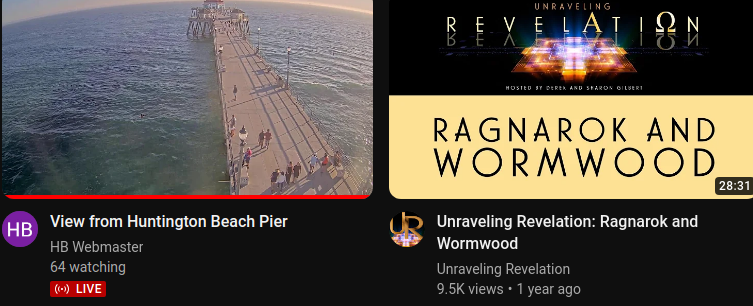 HB
View from Huntington Beach Pier
HB Webmaster
64 watching
LIVE
UNRAVELING
REVELATIΩN
HOSTED BY DEREK AND SHARON GILBERT
RAGNAROK AND
WORMWOOD
28:31
UR
Unraveling Revelation: Ragnarok and
Wormwood
Unraveling Revelation
9.5K views • 1 year ago